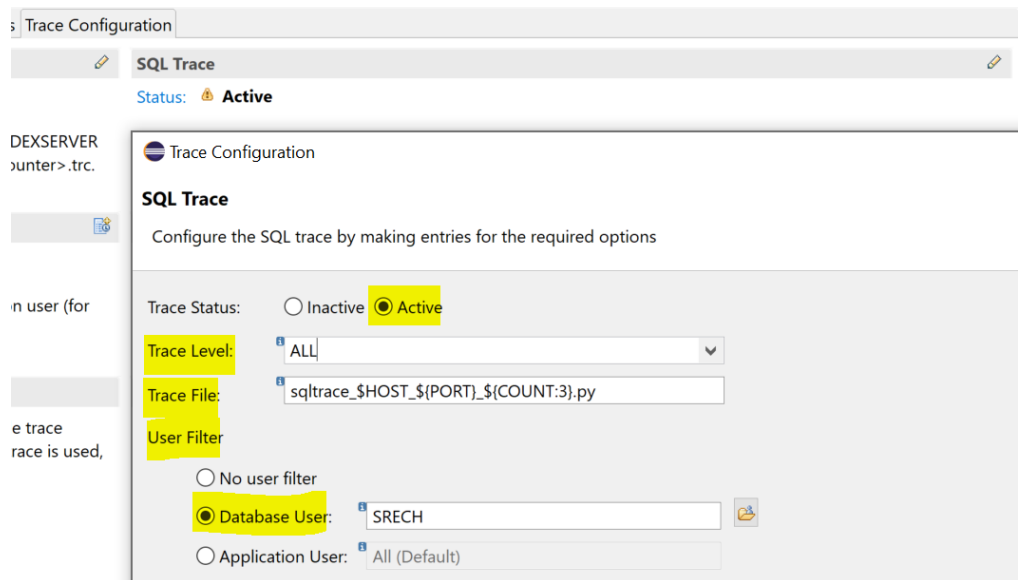 s Trace Configuration
SQL Trace
Status: Active
DEXSERVER
ounter>.trc.
Trace Configuration
SQL Trace
Configure the SQL trace by making entries for the required options
n user (for
Trace Status: Inactive Active
Trace Level: ALL
Trace File: sqltrace_$HOST_${PORT}_${COUNT:3}.py
e trace
User Filter
race is used,
No user filter
Database User: SRECH
Application User: All (Default)